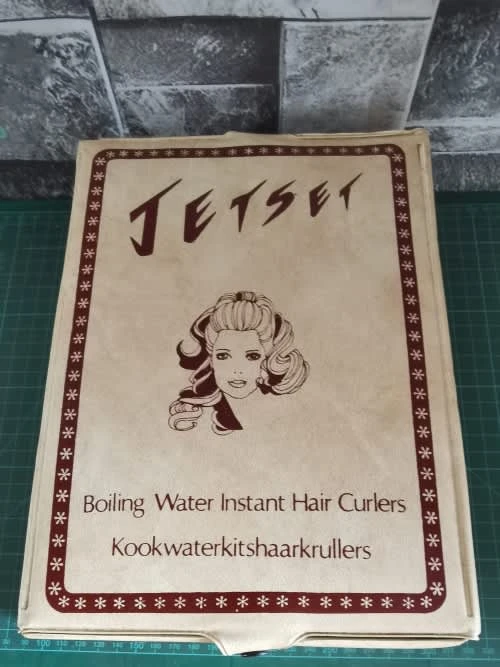 JETSET
Boiling Water Instant Hair Curlers
Kookwaterkitshaarkrullers